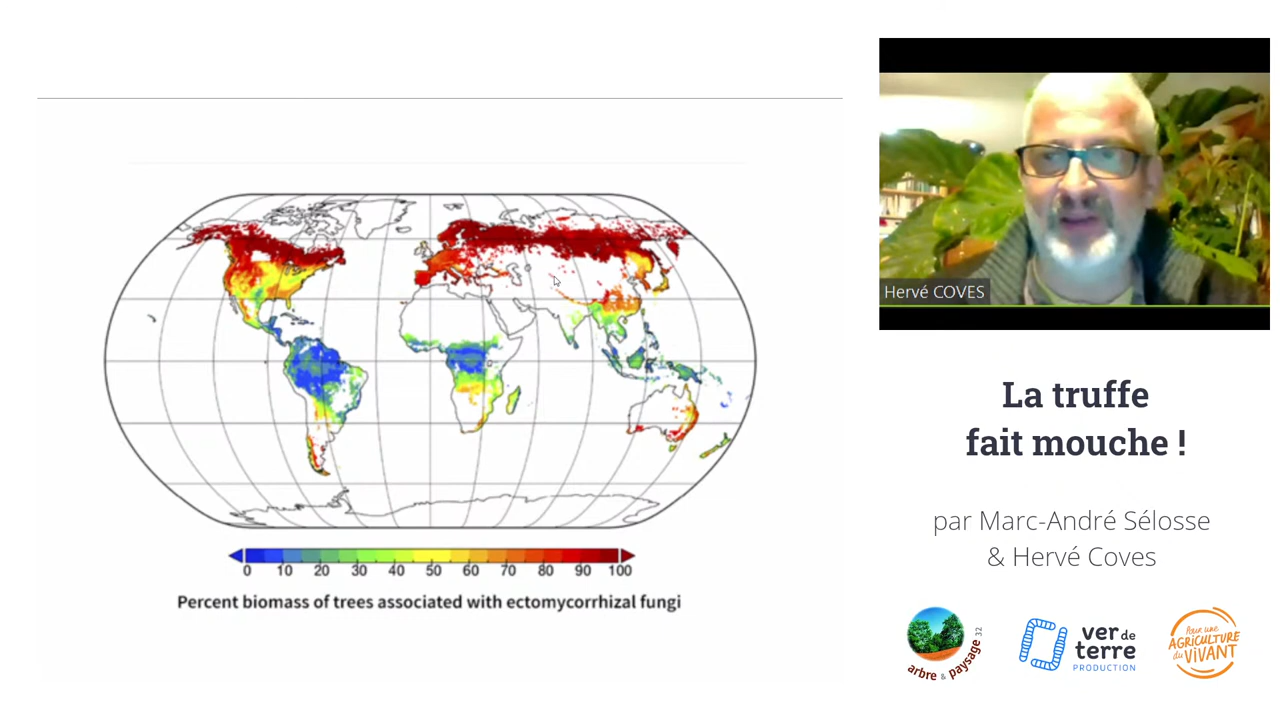 Hervé COVES
La truffe
fait mouche !
par Marc-André Sélosse
& Hervé Coves
0 10 20 30 40 50 60 70 80 90 100
Percent biomass of trees associated with ectomycorrhizal fungi
arbre & paysage 32
ver de
terre
PRODUCTION
Pour une
AGRICULTURE
du VIVANT